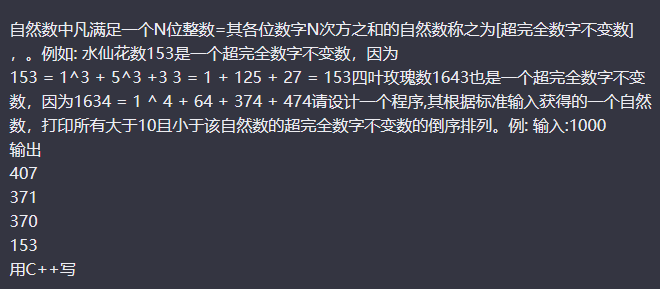 自然数中凡满足一个N位整数=其各位数字N次方之和的自然数称之为[超完全数字不变数]
，。例如: 水仙花数153是一个超完全数字不变数，因为
153 = 1^3 + 5^3 +3 3 = 1 + 125 + 27 = 153四叶玫瑰数1643也是一个超完全数字不变
数，因为1634 = 1 ^ 4 + 64 + 374 + 474请设计一个程序,其根据标准输入获得的一个自然
数，打印所有大于10且小于该自然数的超完全数字不变数的倒序排列。例: 输入:1000
输出
407
371
370
153
用C++写